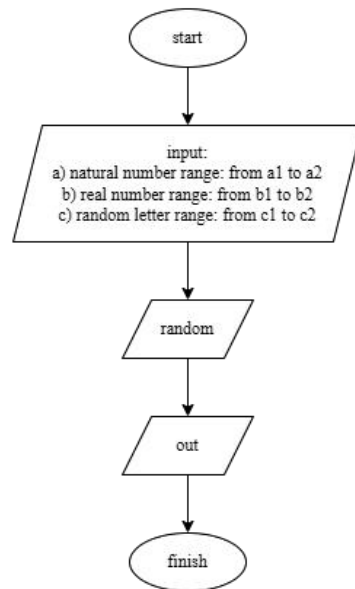 start
input:
a) natural number range: from a1 to a2
b) real number range: from b1 to b2
c) random letter range: from c1 to c2
random
out
finish